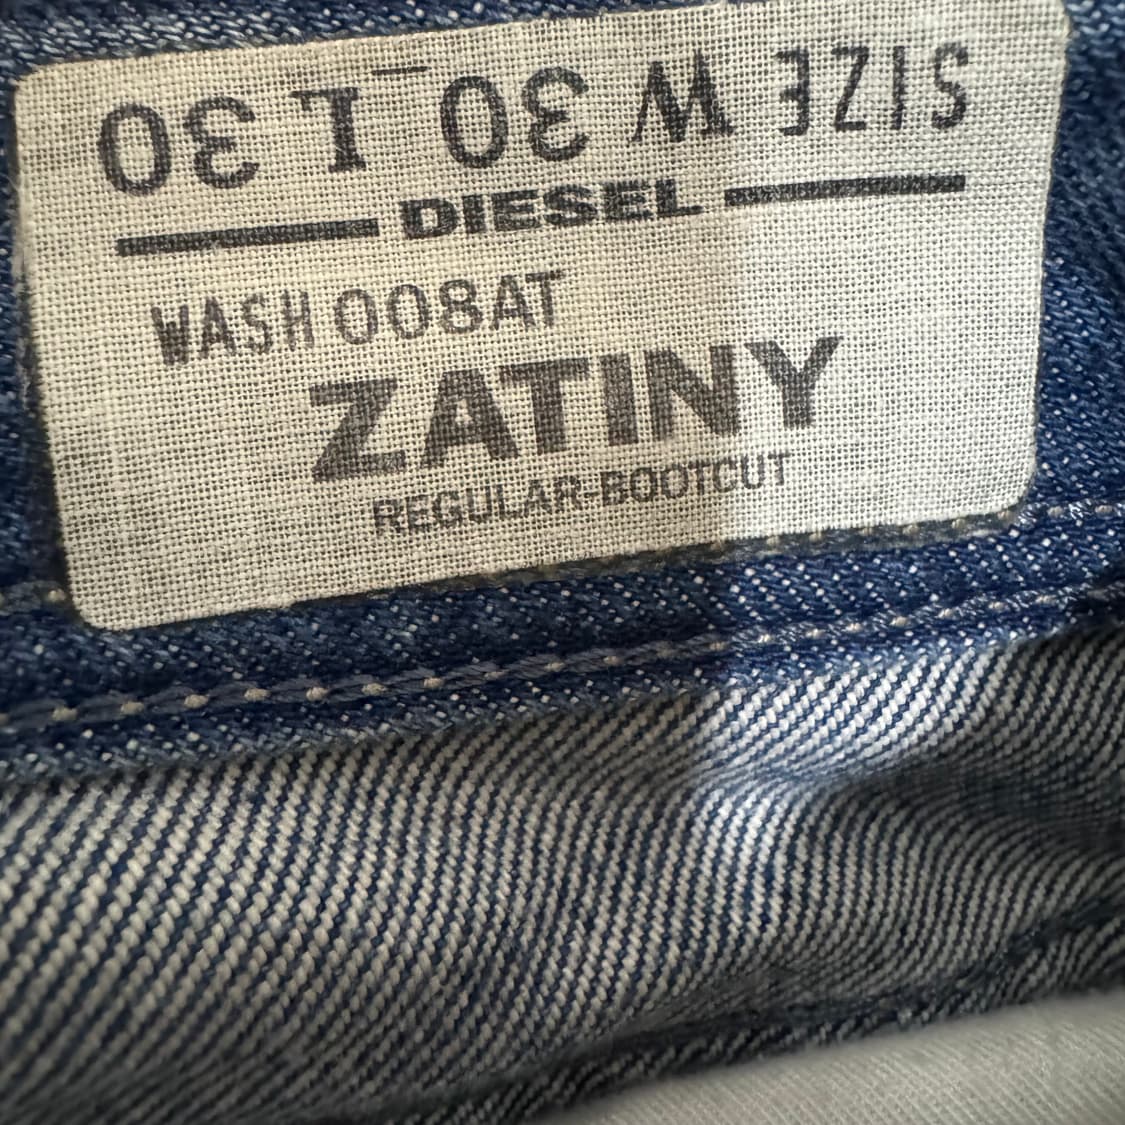 SIZE W 30 L 30
DIESEL
WASH 008AT
ZATINY
REGULAR-BOOTCUT